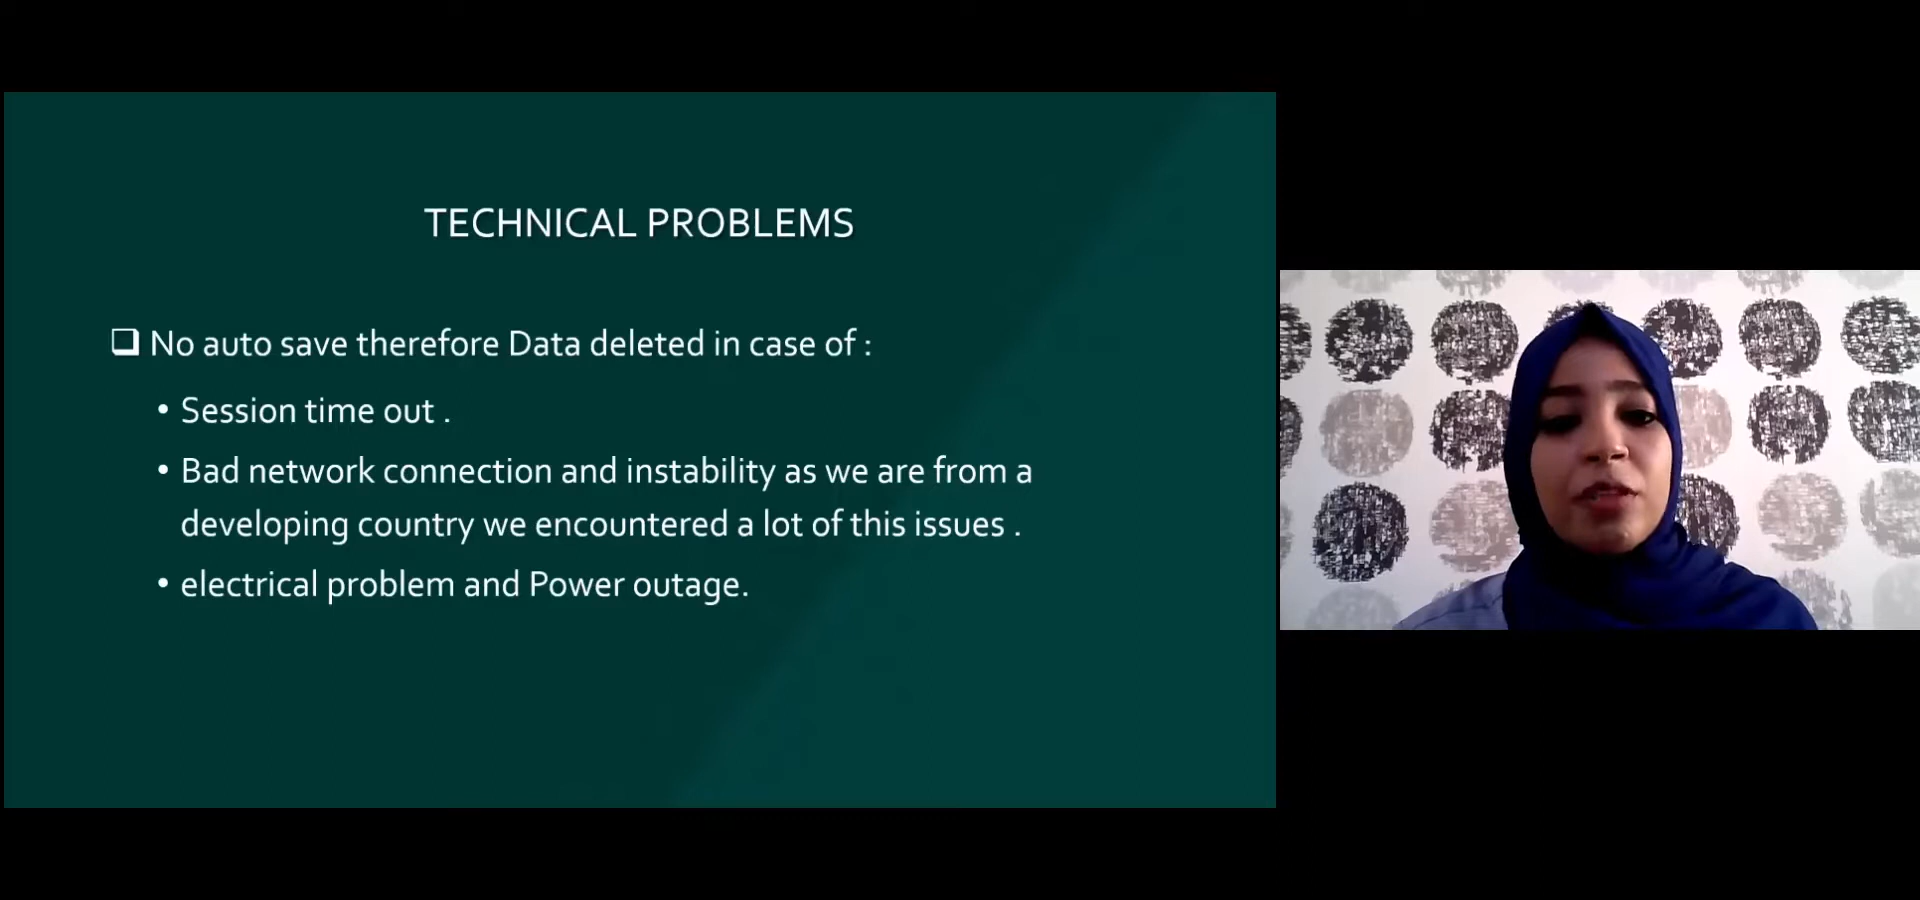 TECHNICAL PROBLEMS
❑ No auto save therefore Data deleted in case of :
• Session time out .
• Bad network connection and instability as we are from a
developing country we encountered a lot of this issues .
• electrical problem and Power outage.